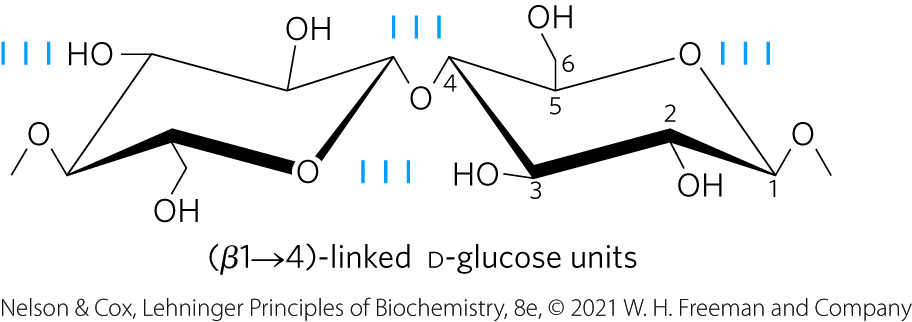 OH
OH
HO
O
6
4
O
5
2
O
O
O
HO
3
OH
1
OH
(β1→4)-linked D-glucose units
Nelson & Cox, Lehninger Principles of Biochemistry, 8e, © 2021 W. H. Freeman and Company